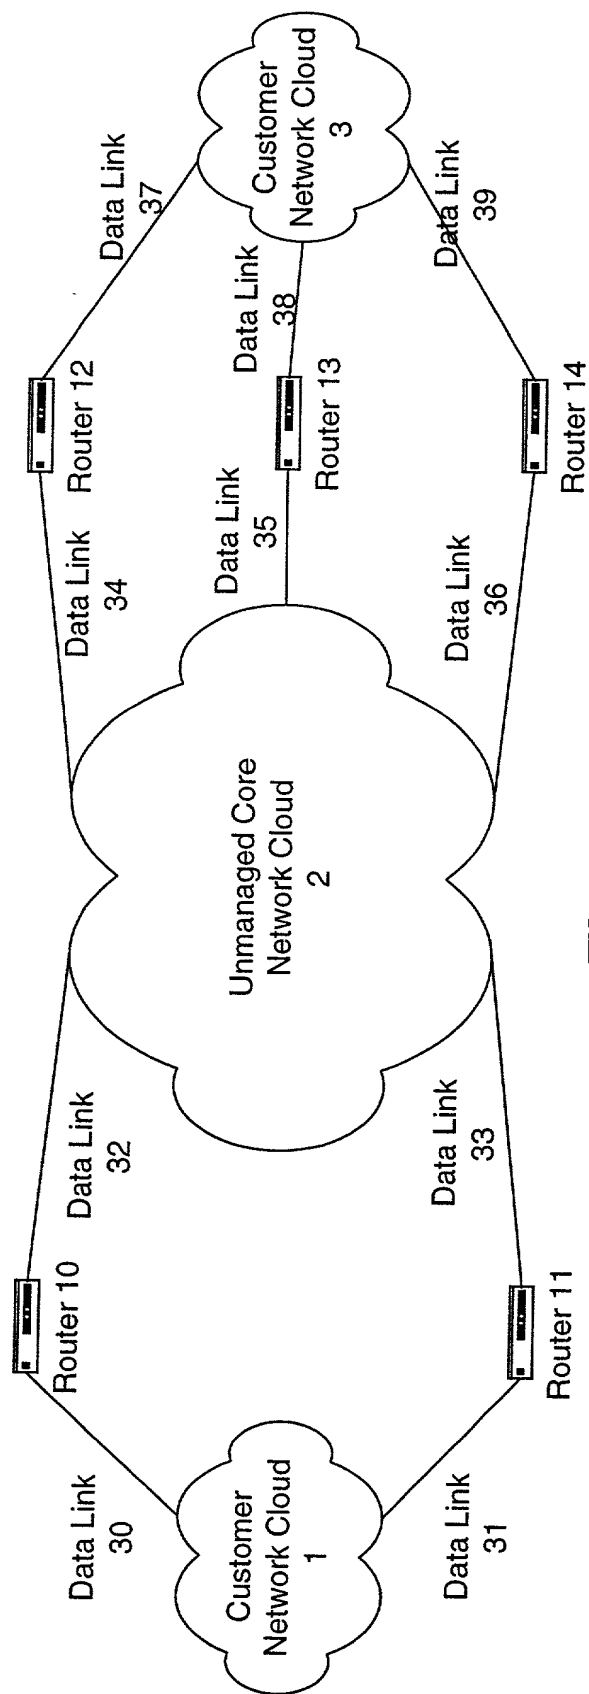 Data Link
30
Router 10
Data Link
32
Data Link
34
Router 12
Data Link
37
Customer
Network Cloud
1
Unmanaged Core
Network Cloud
2
Data Link
35
Router 13
Data Link
38
Customer
Network Cloud
3
Data Link
31
Router 11
Data Link
33
Data Link
36
Router 14
Data Link
39